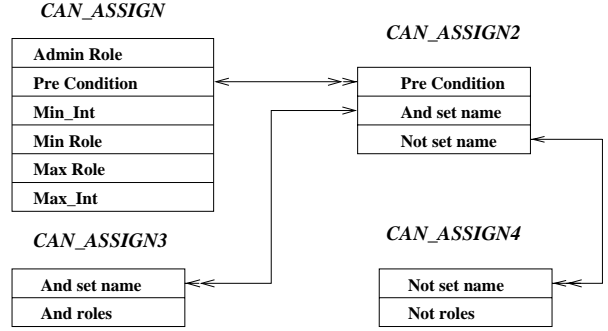 CAN_ASSIGN
Admin Role
Pre Condition
Min_Int
Min Role
Max Role
Max_Int
CAN_ASSIGN2
Pre Condition
And set name
Not set name
CAN_ASSIGN3
And set name
And roles
CAN_ASSIGN4
Not set name
Not roles